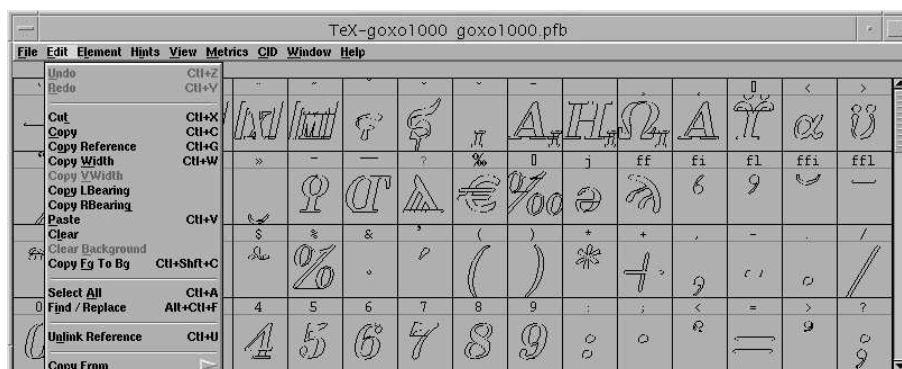 TeX-goxo1000 goxo1000.pfb
File Edit Element Hints View Metrics CID Window Help
Undo Ctl+Z
Redo Ctl+Y
Cut Ctl+X
Copy Ctl+C
Copy Reference Ctl+G
Copy Width Ctl+W
Copy VWidth
Copy LBearing
Copy RBearing
Paste Ctl+V
Clear
Clear Background
Copy Fg To Bg Ctl+Shft+C
Select All Ctl+A
Find / Replace Alt+Ctl+F
Unlink Reference Ctl+U
Copy From
< >
» – — ? ‰ j ff fi fl ffi ffl
$ % & ' ( ) * + , - . /
0 4 5 6 7 8 9 : ; < = > ?